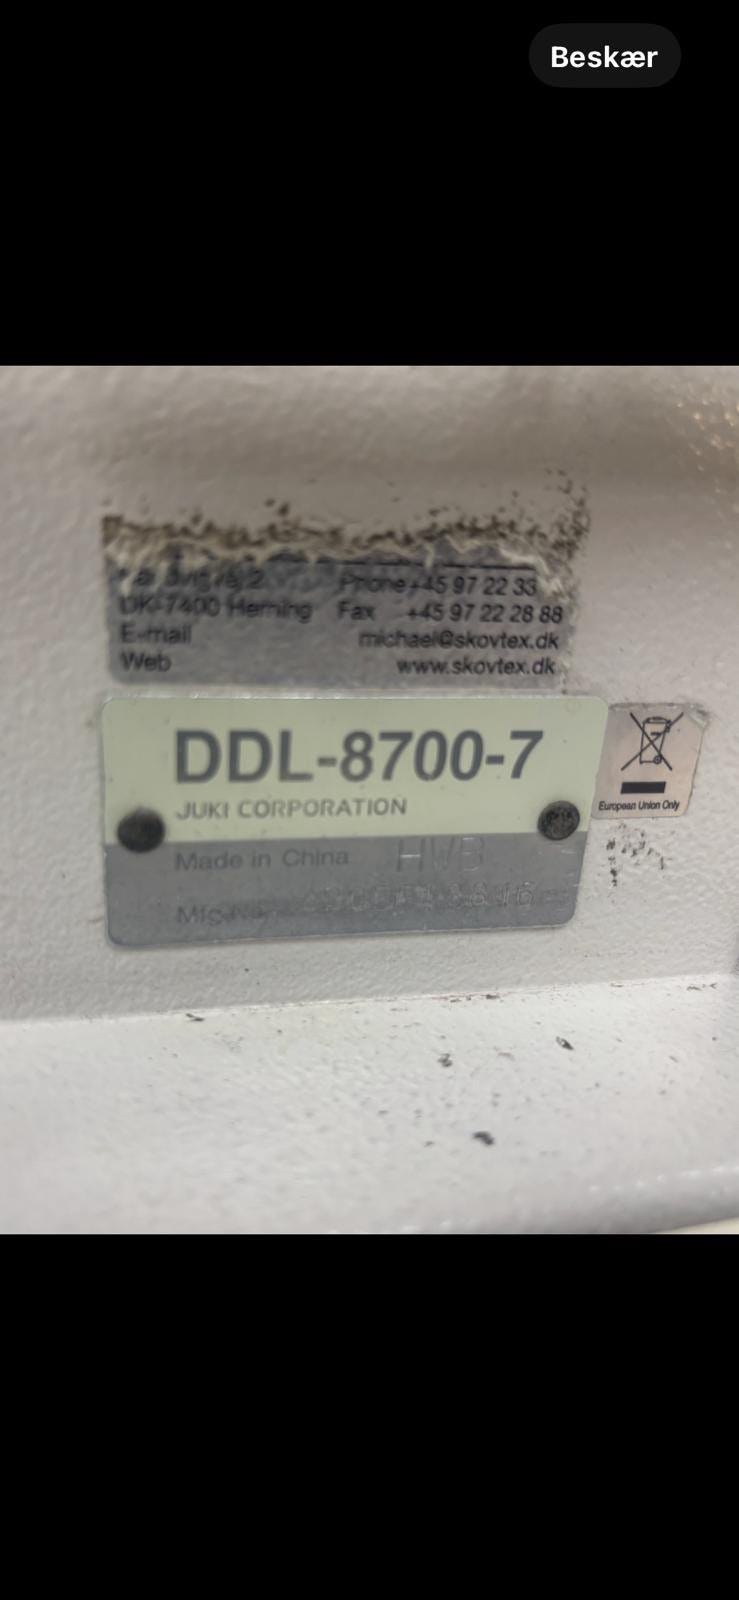 Beskær
Phone +45 97 22 33
DK-7400 Herning Fax +45 97 22 28 88
E-mail michael@skovtex.dk
Web www.skovtex.dk
DDL-8700-7
JUKI CORPORATION
European Union Only
Made in China HWB